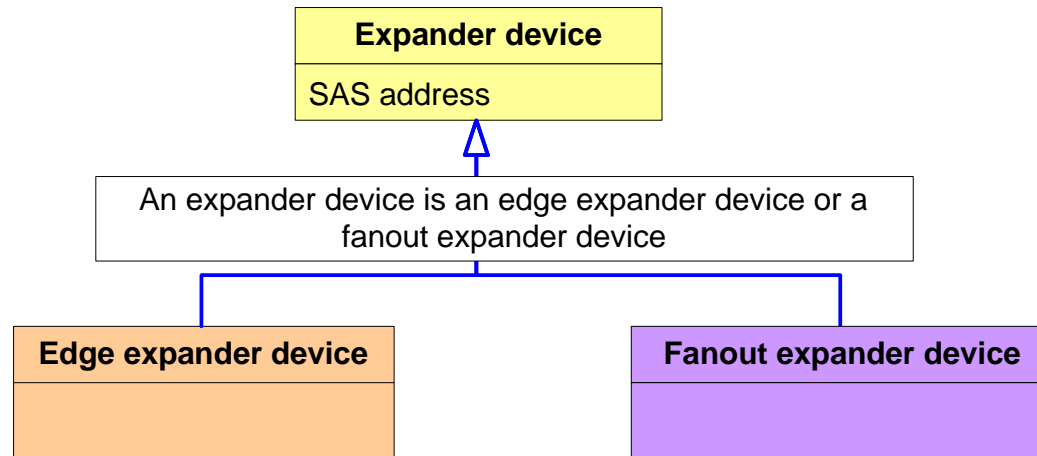 Expander device
SAS address
An expander device is an edge expander device or a
fanout expander device
Edge expander device
Fanout expander device